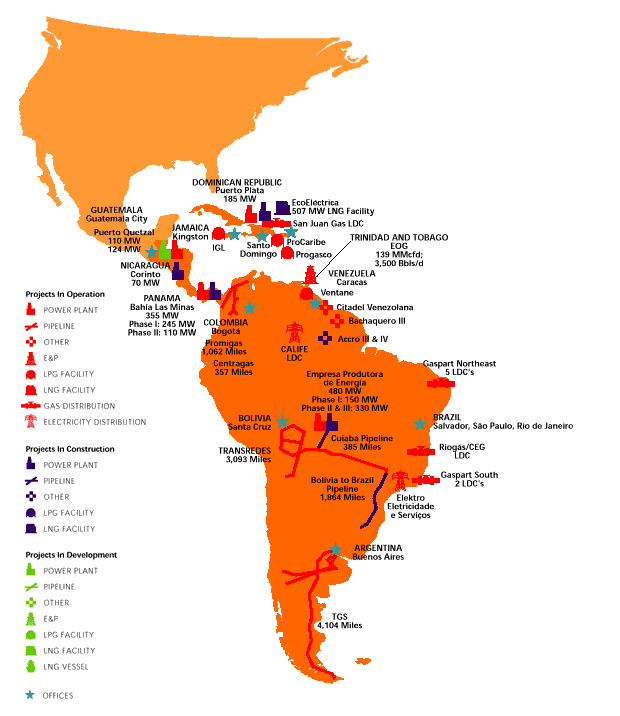 DOMINICAN REPUBLIC
Puerto Plata
185 MW
EcoEléctrica
507 MW LNG Facility
San Juan Gas LDC
GUATEMALA
Guatemala City
Puerto Quetzal
110 MW
124 MW
JAMAICA
Kingston
IGL
Santo
Domingo
ProCaribe
Progasco
TRINIDAD AND TOBAGO
EOG
139 MMcfd;
3,500 Bbls/d
NICARAGUA
Corinto
70 MW
VENEZUELA
Caracas
Ventane
PANAMA
Bahía Las Minas
355 MW
Phase I: 245 MW
Phase II: 110 MW
Citadel Venezolana
Bachaquero III
Accro III & IV
COLOMBIA
Bogotá
Promigas
1,062 Miles
Centragas
357 Miles
CALIFE
LDC
Gaspart Northeast
5 LDC's
Empresa Produtora
de Energia
480 MW
Phase I: 150 MW
Phase II & III: 330 MW
BOLIVIA
Santa Cruz
BRAZIL
Salvador, São Paulo, Rio de Janeiro
Cuiabá Pipeline
385 Miles
TRANSREDES
3,093 Miles
Riogás/CEG
LDC
Bolivia to Brazil
Pipeline
1,864 Miles
Gaspart South
2 LDC's
Elektro
Eletricidade
e Serviços
ARGENTINA
Buenos Aires
TGS
4,104 Miles
Projects In Operation
POWER PLANT
PIPELINE
OTHER
E&P
LPG FACILITY
LNG FACILITY
GAS DISTRIBUTION
ELECTRICITY DISTRIBUTION
Projects In Construction
POWER PLANT
PIPELINE
OTHER
LPG FACILITY
LNG FACILITY
Projects In Development
POWER PLANT
PIPELINE
OTHER
E&P
LPG FACILITY
LNG FACILITY
LNG VESSEL
OFFICES